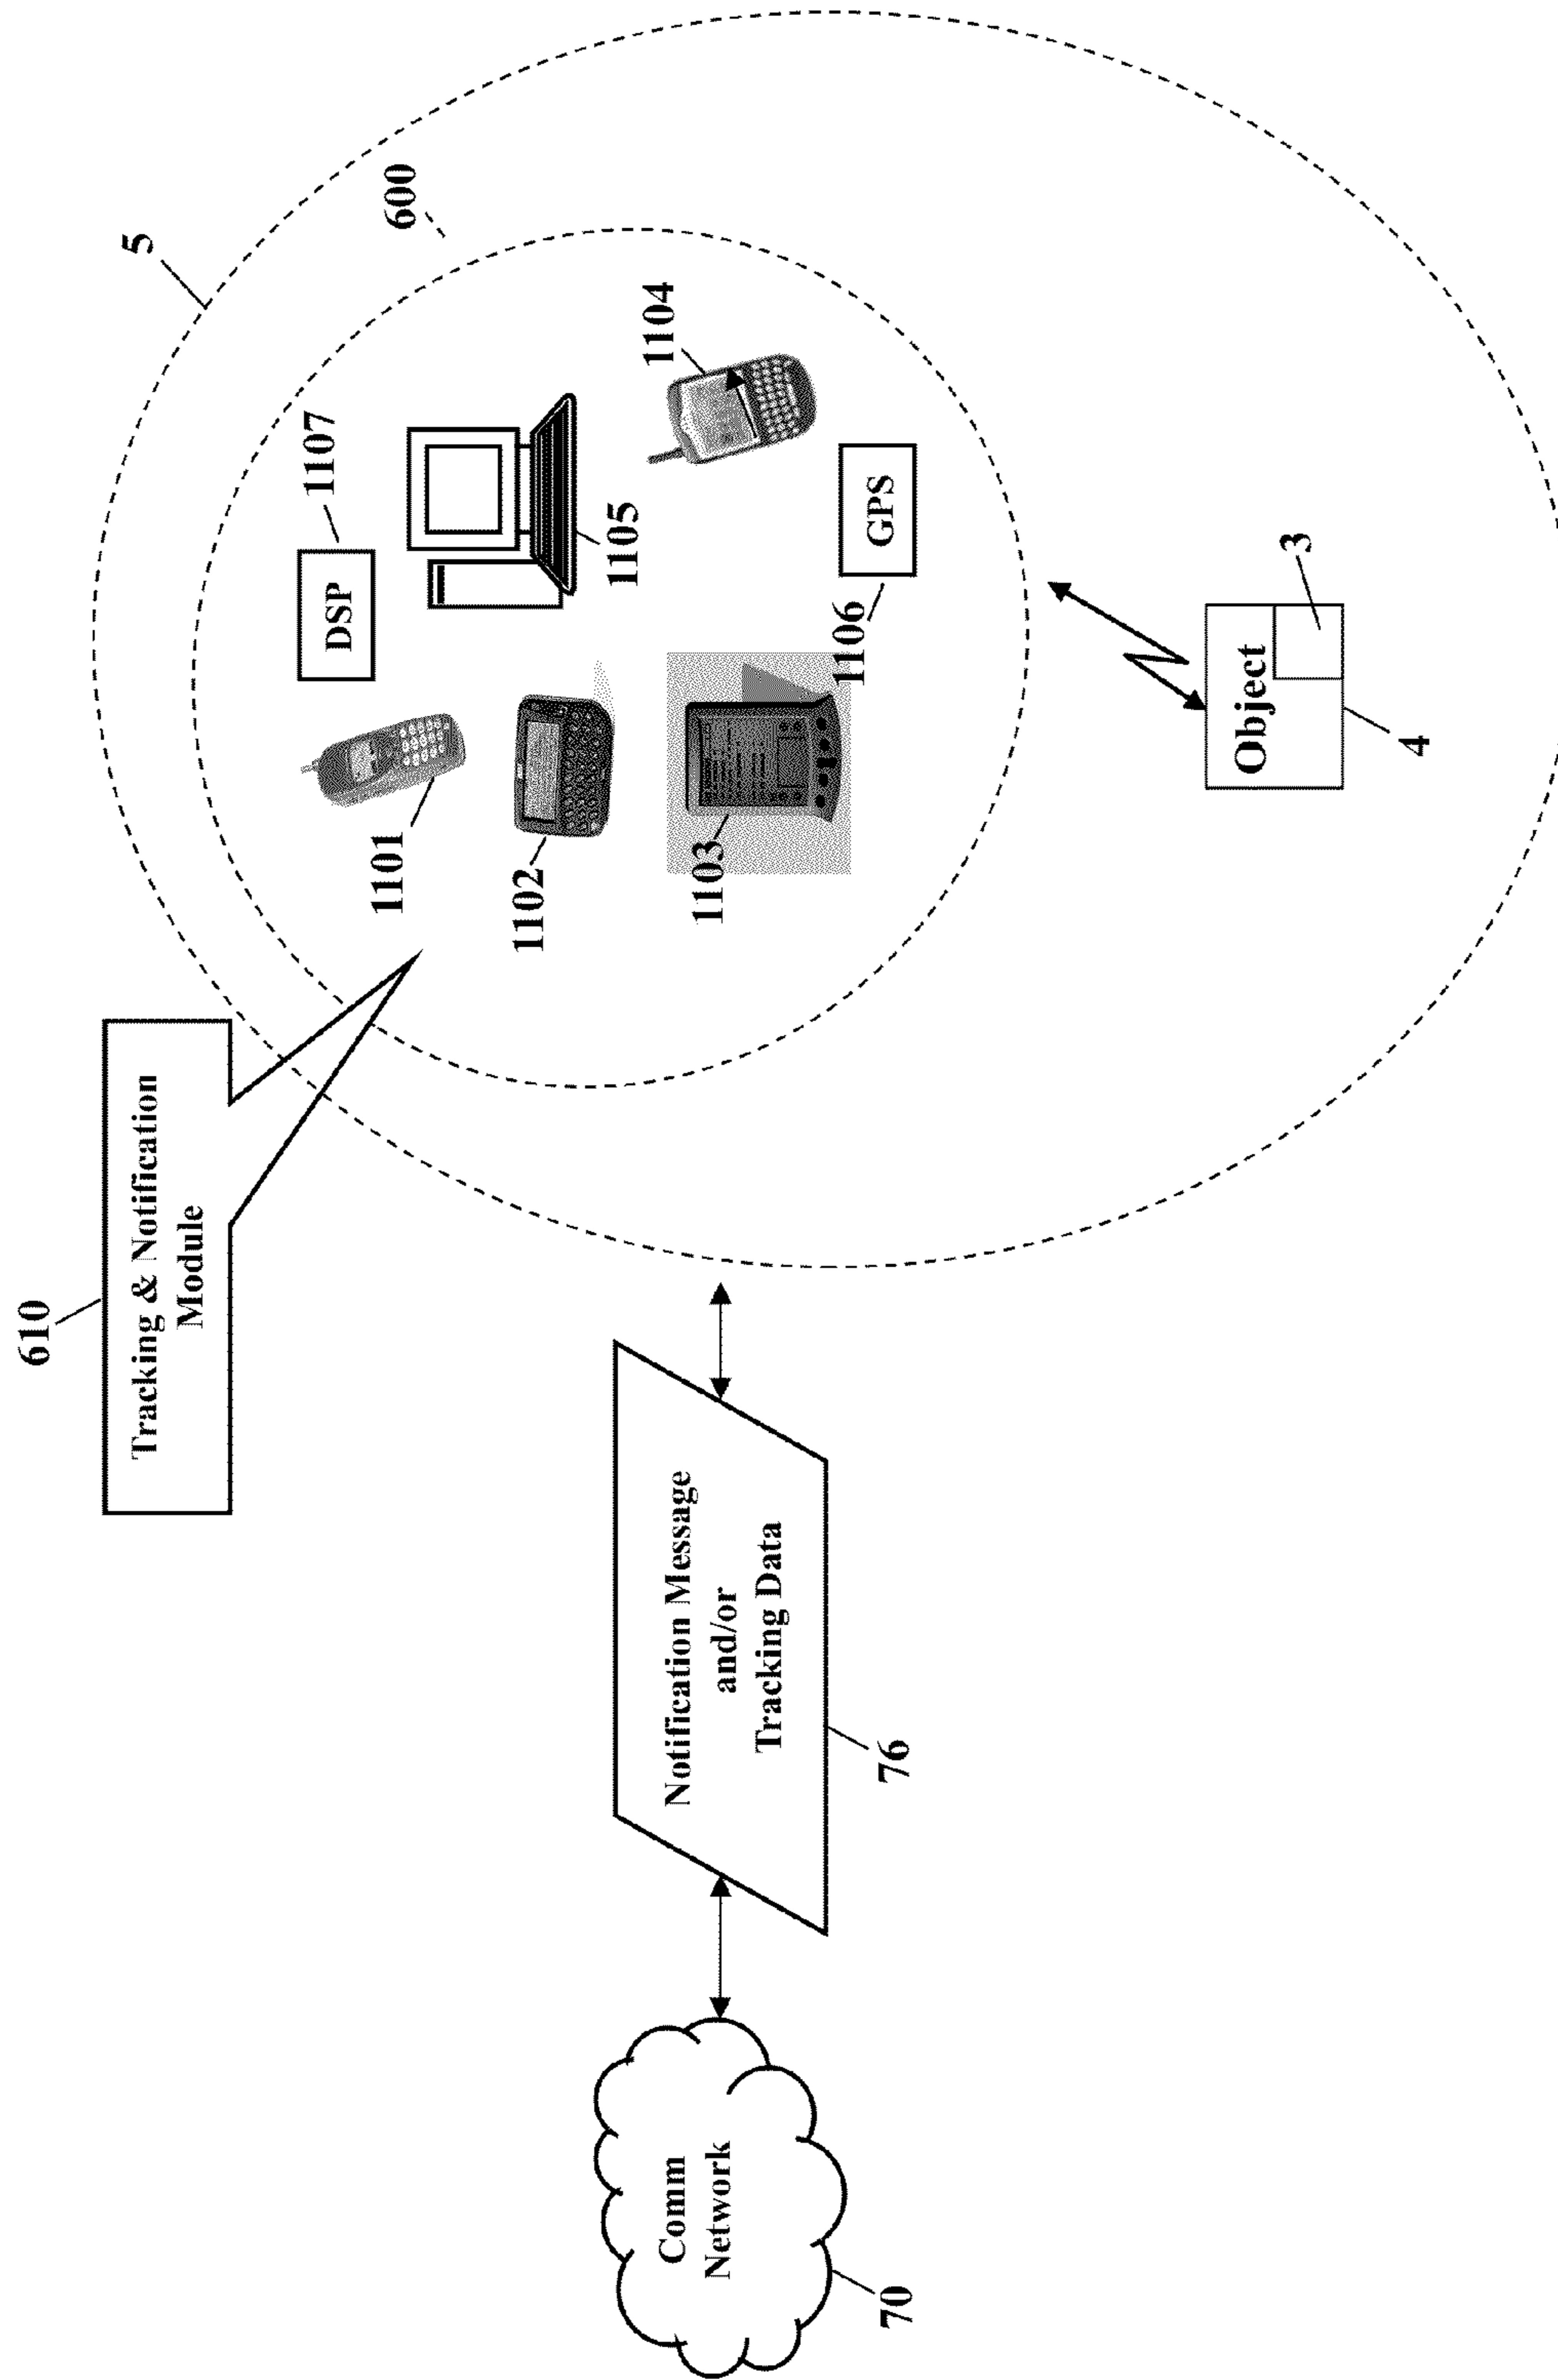 610
Tracking & Notification
Module
5
600
1107
DSP
1101
1102
1105
1104
1103
1106
GPS
Comm
Network
70
Notification Message
and/or
Tracking Data
76
Object
3
4